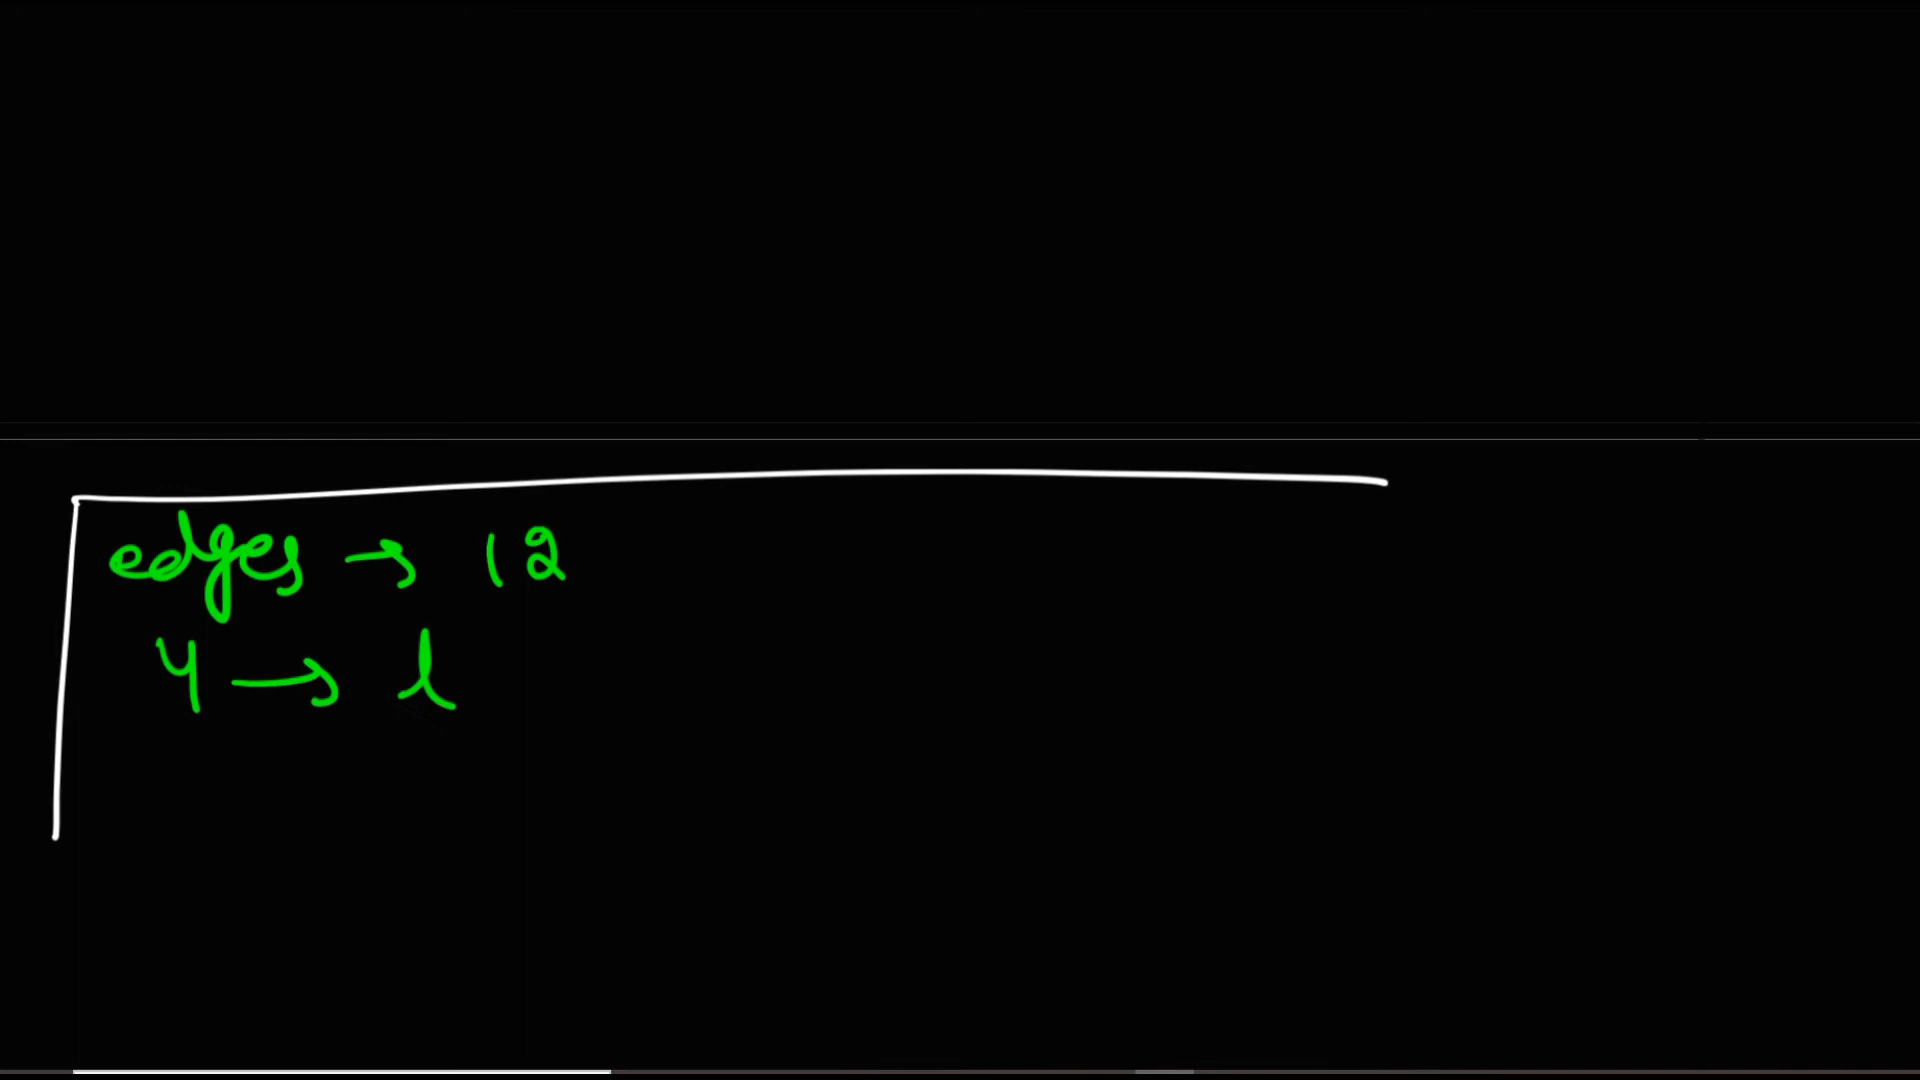 edges → 12
4 → l